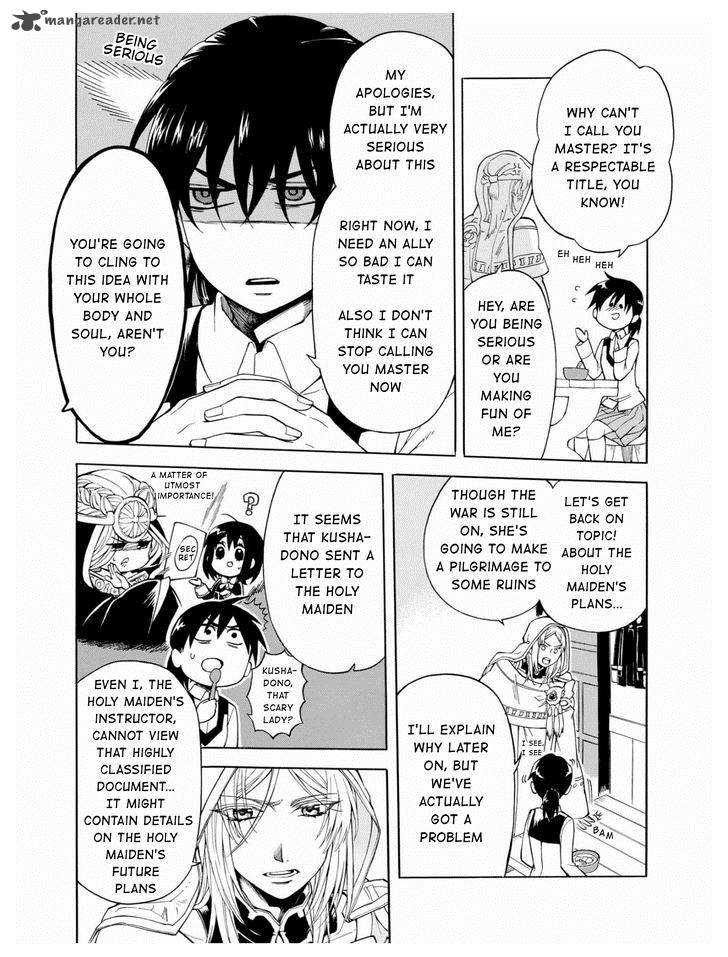 mangareader.net
WHY CAN'T
I CALL YOU
MASTER? IT'S
A RESPECTABLE
TITLE, YOU
KNOW!
EH
HEH
HEH
HEY, ARE
YOU BEING
SERIOUS
OR ARE
YOU
MAKING
FUN OF
ME?
BEING
SERIOUS
MY
APOLOGIES,
BUT I'M
ACTUALLY VERY
SERIOUS
ABOUT THIS
RIGHT NOW, I
NEED AN ALLY
SO BAD I CAN
TASTE IT
ALSO I DON'T
THINK I CAN
STOP CALLING
YOU MASTER
NOW
YOU'RE GOING
TO CLING TO
THIS IDEA WITH
YOUR WHOLE
BODY AND
SOUL, AREN'T
YOU?
LET'S GET
BACK ON
TOPIC!
ABOUT THE
HOLY
MAIDEN'S
PLANS...
THOUGH THE
WAR IS STILL
ON, SHE'S
GOING TO MAKE
A PILGRIMAGE
TO SOME
RUINS
I SEE,
I SEE
BAM
I'LL EXPLAIN
WHY LATER
ON, BUT
WE'VE
ACTUALLY
GOT A
PROBLEM
IT SEEMS
THAT KUSHA-
DONO SENT A
LETTER TO THE
HOLY MAIDEN
A MATTER OF
UTMOST
IMPORTANCE!
SEC
RET
?
KUSHA-
DONO,
THAT
SCARY
LADY?
EVEN I, THE
HOLY MAIDEN'S
INSTRUCTOR,
CANNOT VIEW
THAT HIGHLY
CLASSIFIED
DOCUMENT...
IT MIGHT
CONTAIN DETAILS
ON THE HOLY
MAIDEN'S
FUTURE
PLANS